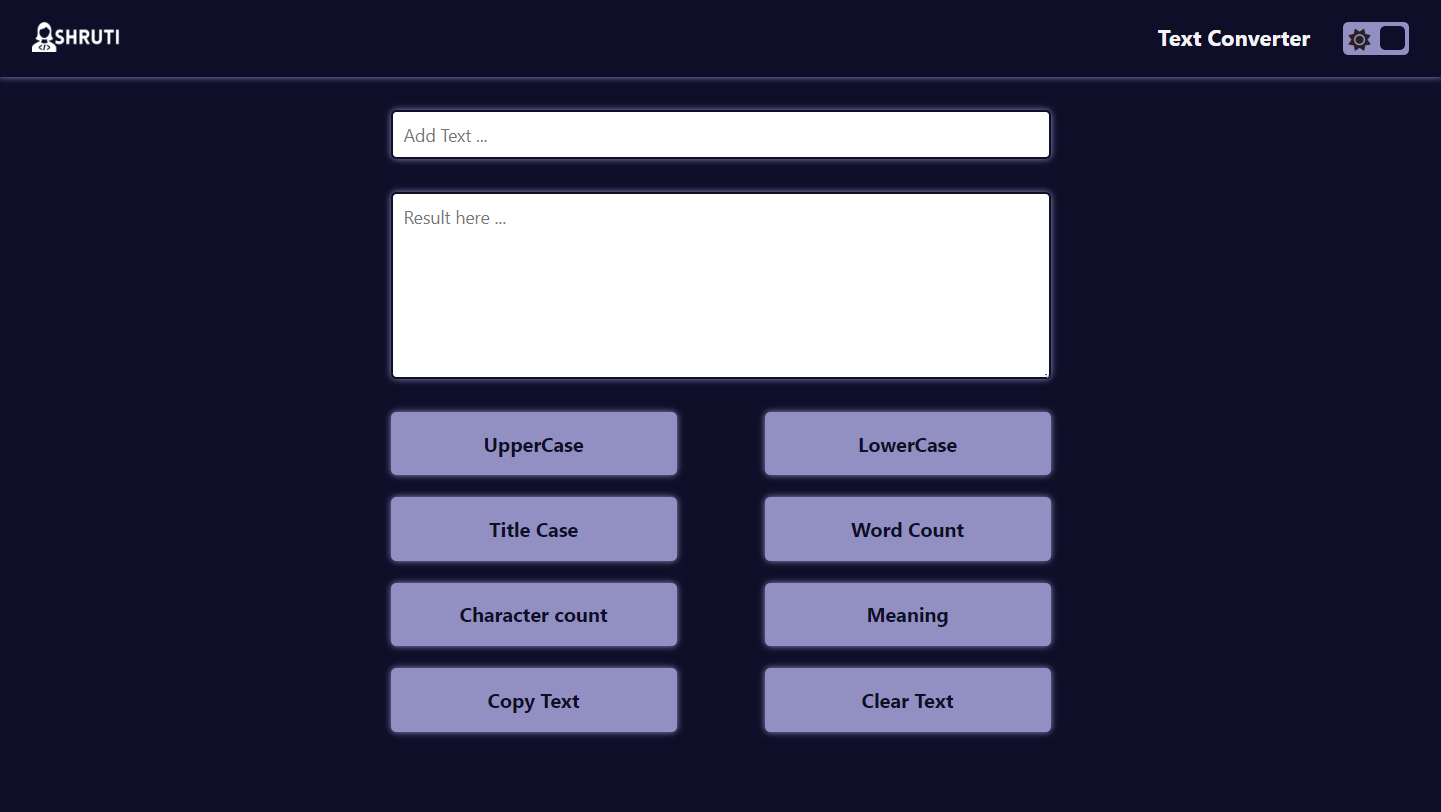 SHRUTI
Text Converter
Add Text ...
Result here ...
UpperCase
LowerCase
Title Case
Word Count
Character count
Meaning
Copy Text
Clear Text